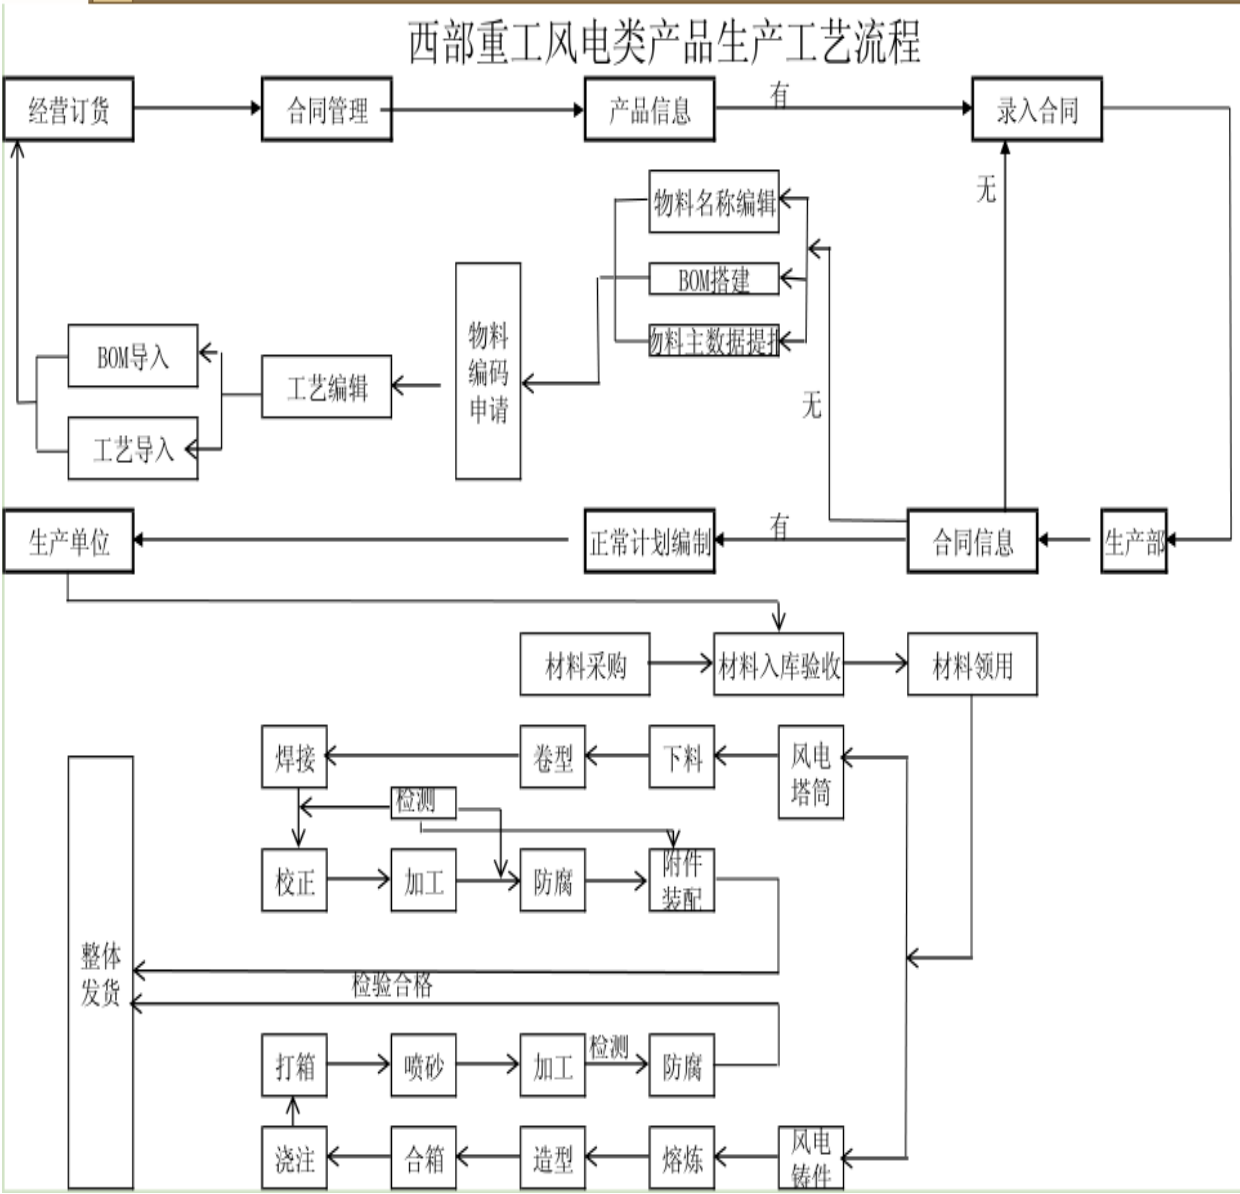 西部重工风电类产品生产工艺流程
经营订货
合同管理
产品信息
有
录入合同
无
物料名称编辑
BOM搭建
物料主数据提报
物料
编码
申请
BOM导入
工艺编辑
工艺导入
无
生产单位
正常计划编制
有
合同信息
生产部
材料采购
材料入库验收
材料领用
焊接
卷型
下料
风电
塔筒
检测
校正
加工
防腐
附件
装配
整体
发货
检验合格
打箱
喷砂
加工
检测
防腐
浇注
合箱
造型
熔炼
风电
铸件